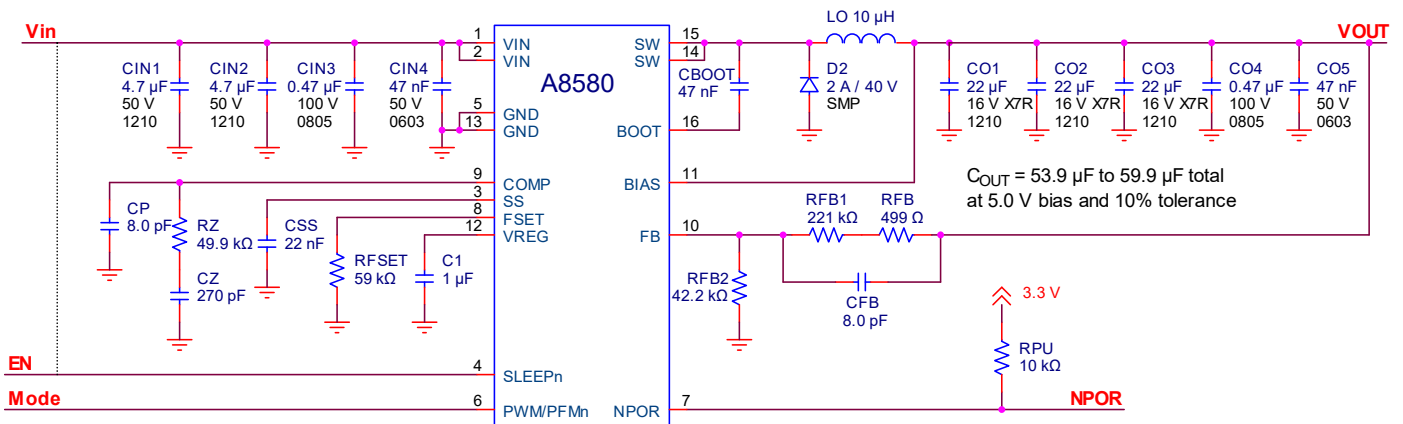 LO 10 µH
Vin
1
VIN
2
VIN
SW
15
SW
14
VOUT
CIN1
4.7 µF
50 V
1210
CIN2
4.7 µF
50 V
1210
CIN3
0.47 µF
100 V
0805
CIN4
47 nF
50 V
0603
A8580
CBOOT
47 nF
D2
2 A / 40 V
SMP
CO1
22 µF
16 V X7R
1210
CO2
22 µF
16 V X7R
1210
CO3
22 µF
16 V X7R
1210
CO4
0.47 µF
100 V
0805
CO5
47 nF
50 V
0603
5
GND
13
GND
BOOT
16
9
COMP
3
SS
8
FSET
12
VREG
BIAS
11
COUT = 53.9 µF to 59.9 µF total
at 5.0 V bias and 10% tolerance
CP
8.0 pF
RZ
49.9 kΩ
CSS
22 nF
CZ
270 pF
RFSET
59 kΩ
C1
1 µF
FB
10
RFB1
221 kΩ
RFB
499 Ω
RFB2
42.2 kΩ
CFB
8.0 pF
3.3 V
RPU
10 kΩ
EN
4
SLEEPn
Mode
6
PWM/PFMn
NPOR
7
NPOR